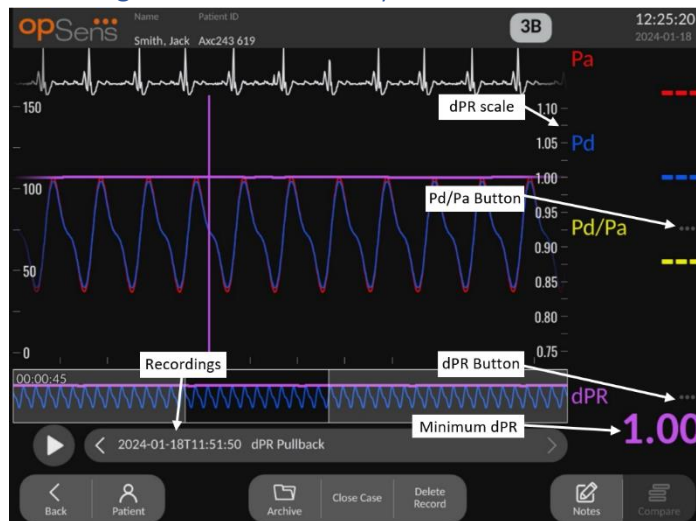 opSens
Name
Patient ID
Smith, Jack
Axc243 619
3B
12:25:20
2024-01-18
Pa
---
150
100
50
0
dPR scale
1.10
1.05
1.00
0.95
0.90
0.85
0.80
0.75
Pd
---
Pd/Pa Button
Pd/Pa
---
Recordings
00:00:45
dPR Button
dPR
Minimum dPR
1.00
2024-01-18T11:51:50 dPR Pullback
Back
Patient
Archive
Close Case
Delete
Record
Notes
Compare